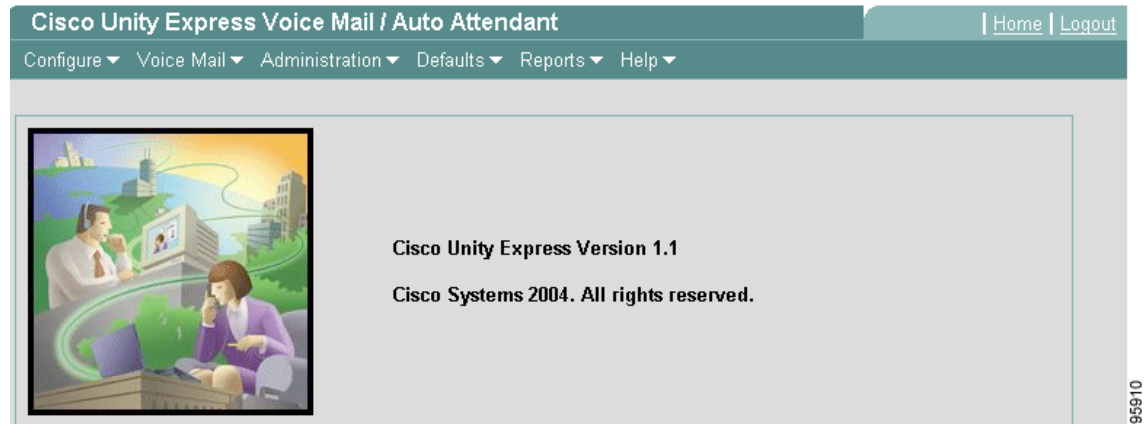 Cisco Unity Express Voice Mail / Auto Attendant
| Home | Logout
Configure Voice Mail Administration Defaults Reports Help
Cisco Unity Express Version 1.1
Cisco Systems 2004. All rights reserved.
95910